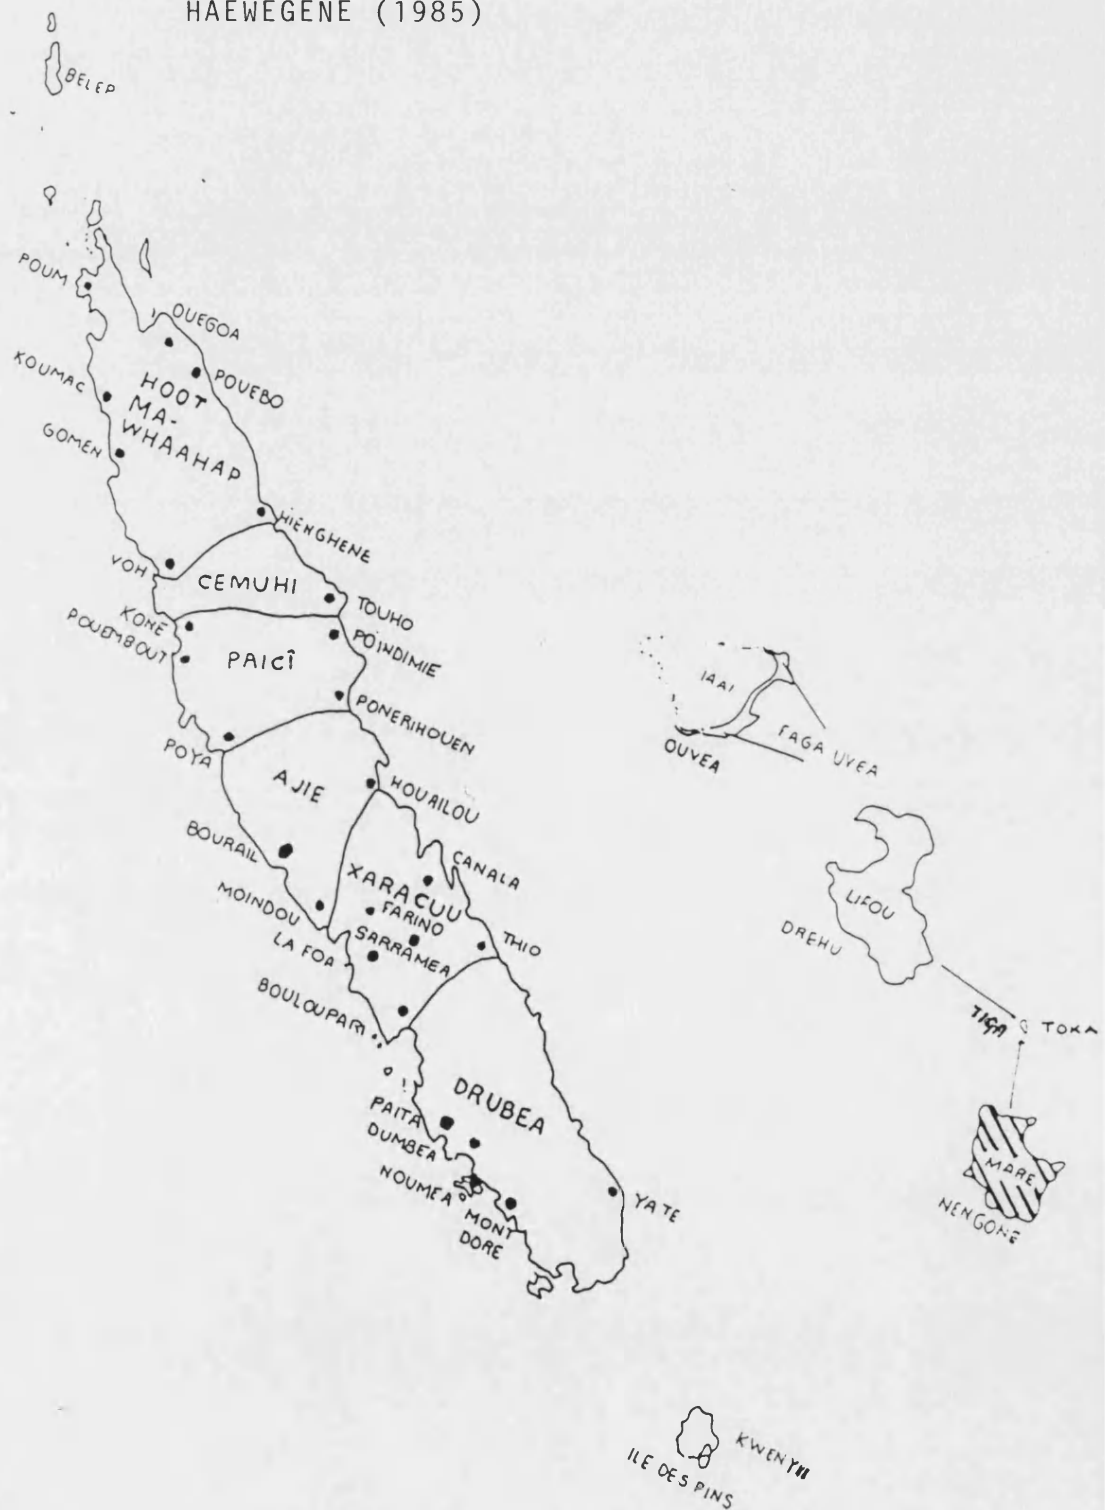 HAEWEGENE (1985)
BELEP
POUM
OUEGOA
KOUMAC
POUEBO
HOOT
MA-
WHAAHAP
GOMEN
HIENGHENE
VOH
CEMUHI
TOUHO
KONE
POUEMBOUT
POINDIMIE
PAICÎ
PONERIHOUEN
POYA
AJIE
HOUAILOU
BOURAIL
CANALA
XARACUU
MOINDOU
FARINO
SARRAMEA
THIO
LA FOA
BOULOUPARI
DRUBEA
PAITA
DUMBEA
NOUMEA
MONT
DORE
YATE
IAAI
FAGA UVEA
OUVEA
LIFOU
DREHU
TIGA
TOKA
MARE
NENGONE
KWENYII
ILE DES PINS